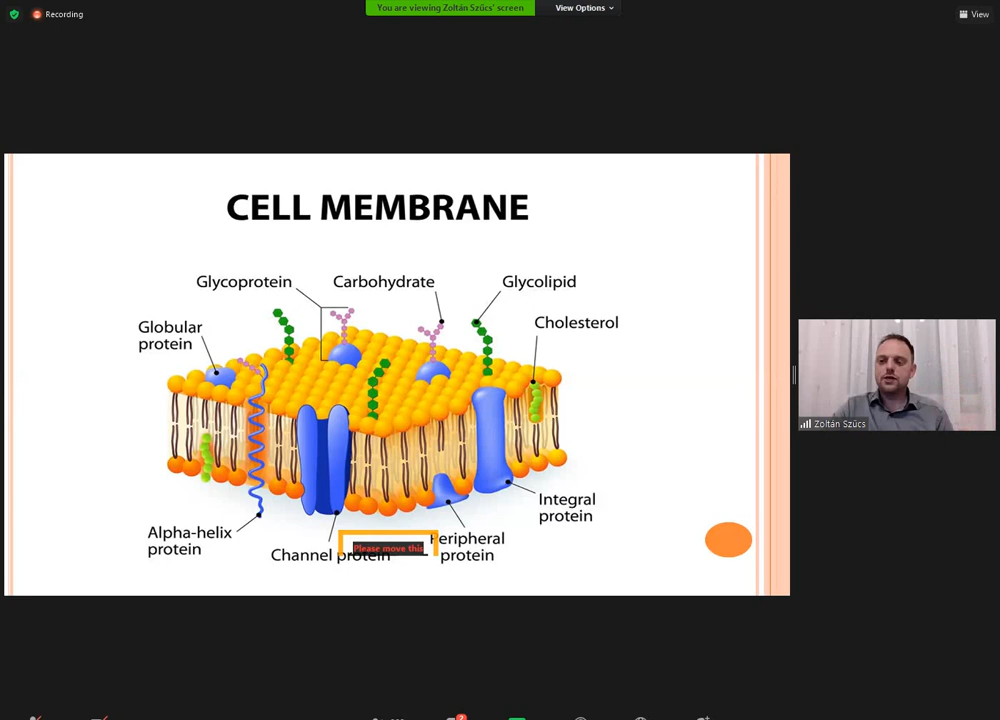 You are viewing Zoltán Szűcs' screen
View Options
Recording
View
CELL MEMBRANE
Glycoprotein
Carbohydrate
Glycolipid
Globular
protein
Cholesterol
Zoltán Szűcs
Integral
protein
Alpha-helix
protein
Peripheral
protein
Please move this
Channel protein
2